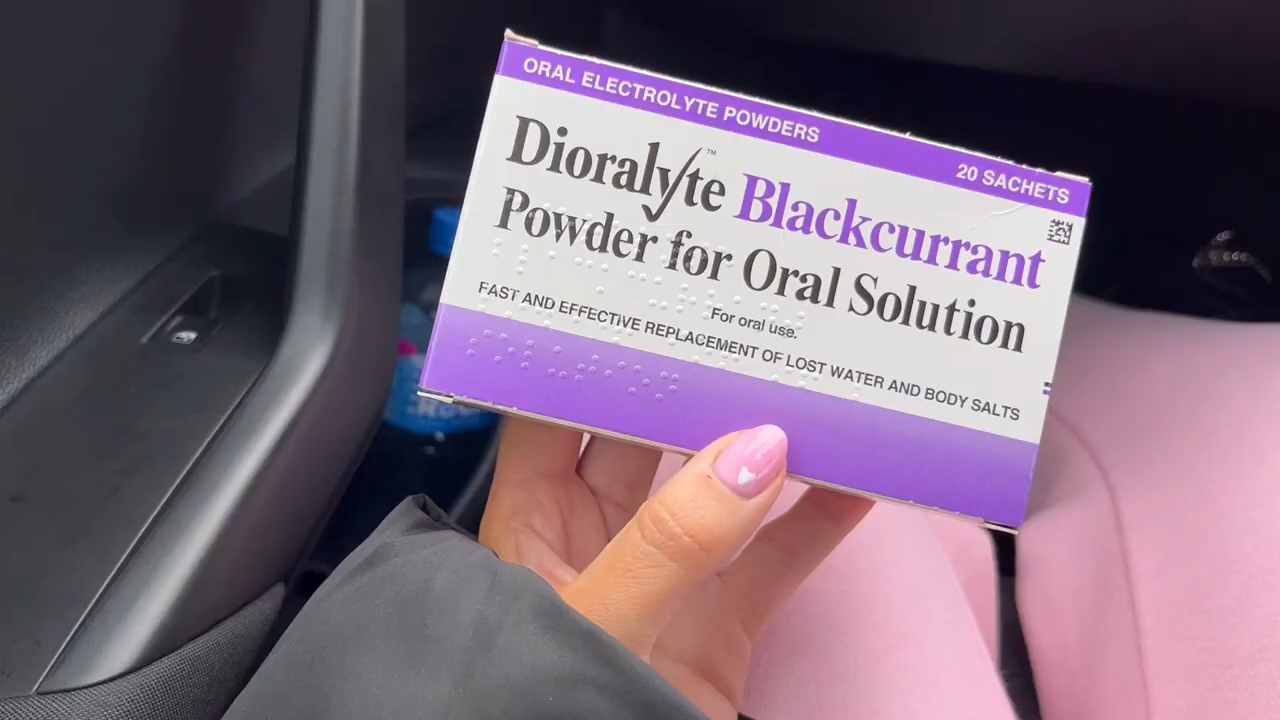 ORAL ELECTROLYTE POWDERS
20 SACHETS
Dioralyte™ Blackcurrant
Powder for Oral Solution
For oral use.
FAST AND EFFECTIVE REPLACEMENT OF LOST WATER AND BODY SALTS